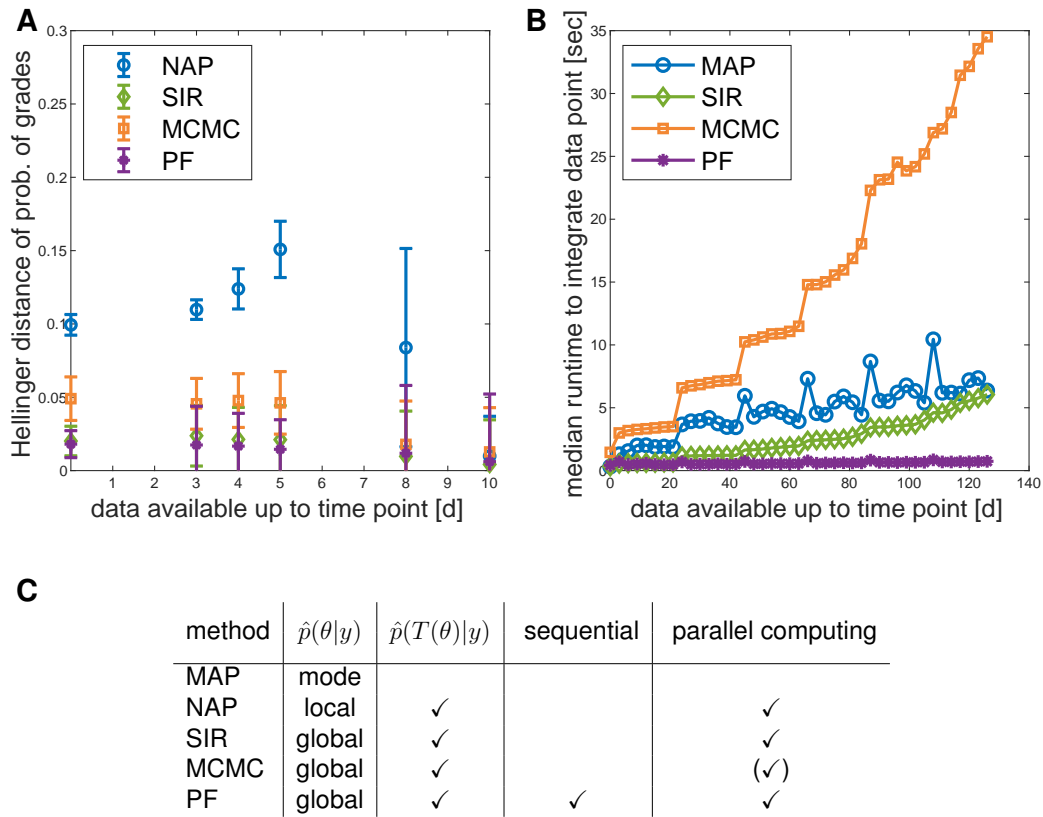 A
Hellinger distance of prob. of grades
0.3
0.25
0.2
0.15
0.1
0.05
0
NAP
SIR
MCMC
PF
1 2 3 4 5 6 7 8 9 10
data available up to time point [d]
B
median runtime to integrate data point [sec]
35
30
25
20
15
10
5
0
MAP
SIR
MCMC
PF
0 20 40 60 80 100 120 140
data available up to time point [d]
C
method p̂(θ|y) p̂(T(θ)|y) sequential parallel computing
MAP mode
NAP local ✓ ✓
SIR global ✓ ✓
MCMC global ✓ (✓)
PF global ✓ ✓ ✓